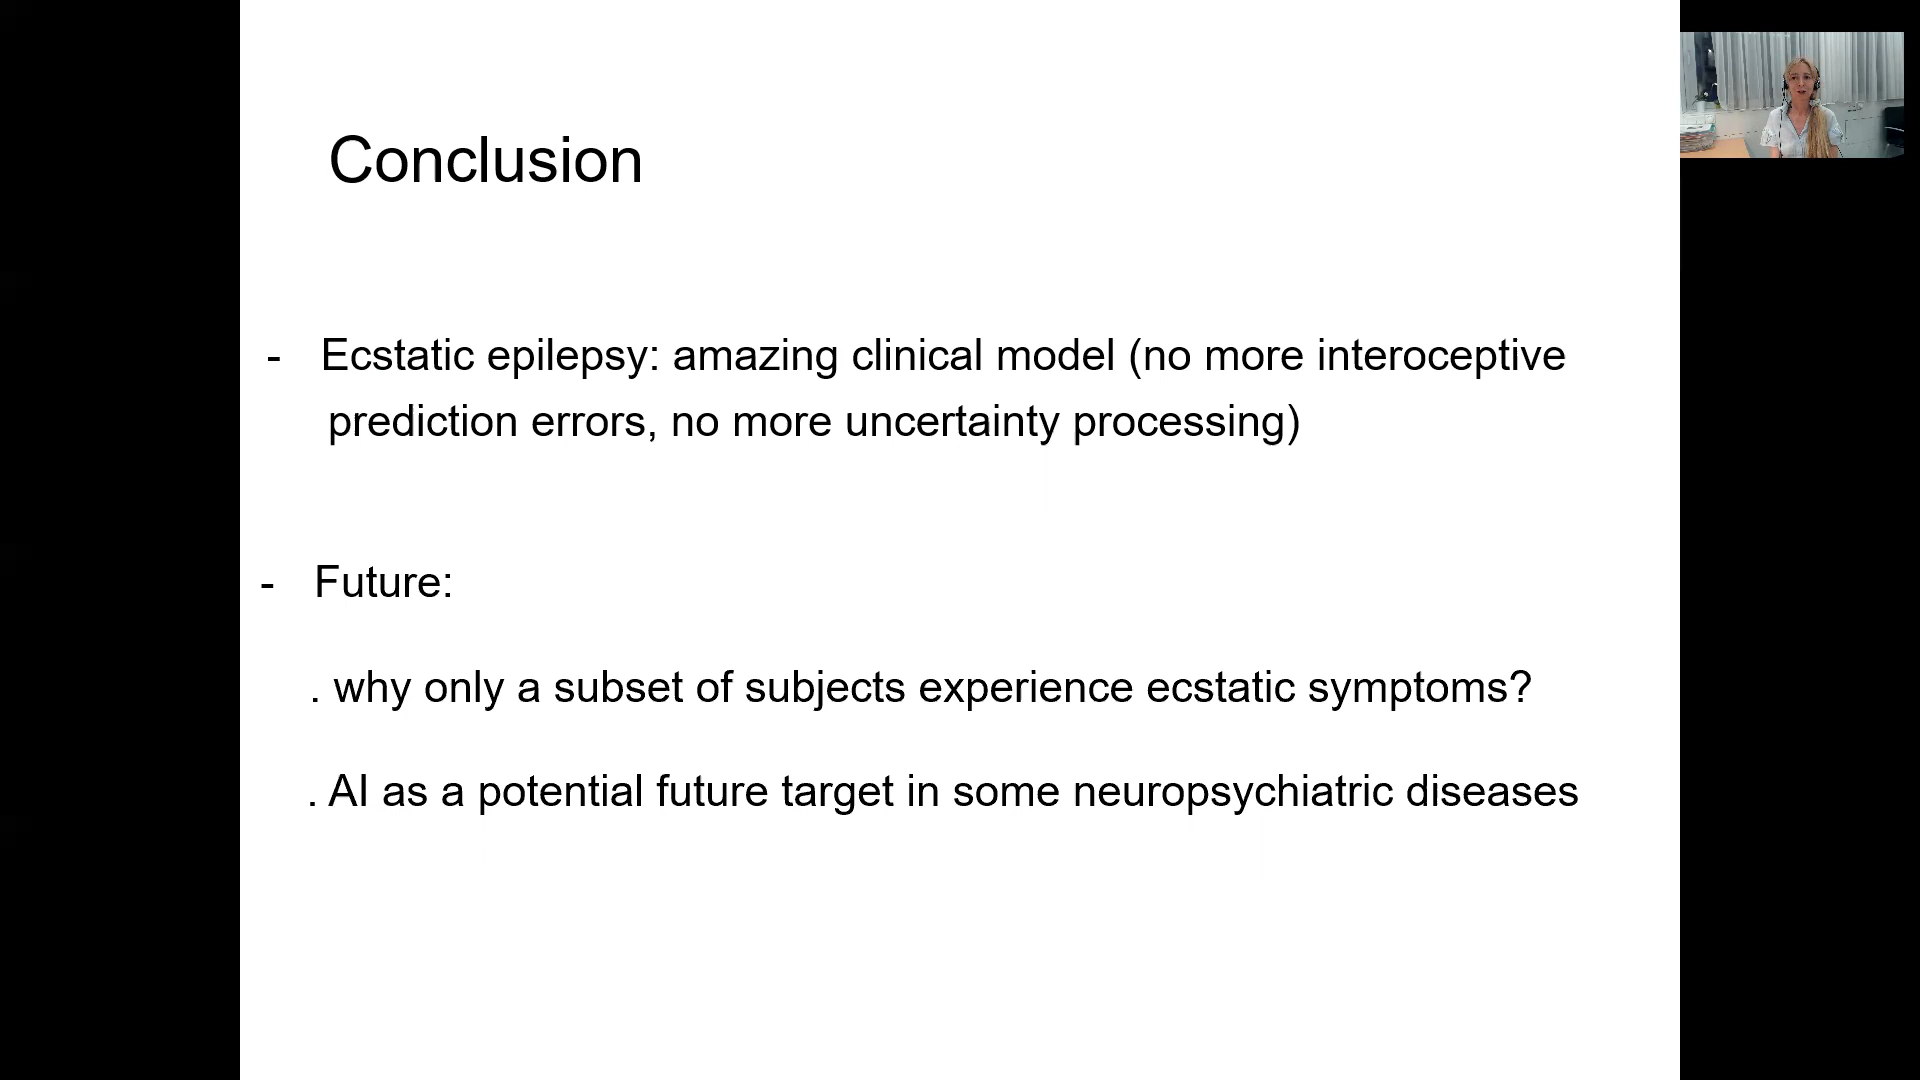 Conclusion
- Ecstatic epilepsy: amazing clinical model (no more interoceptive
prediction errors, no more uncertainty processing)
- Future:
. why only a subset of subjects experience ecstatic symptoms?
. AI as a potential future target in some neuropsychiatric diseases